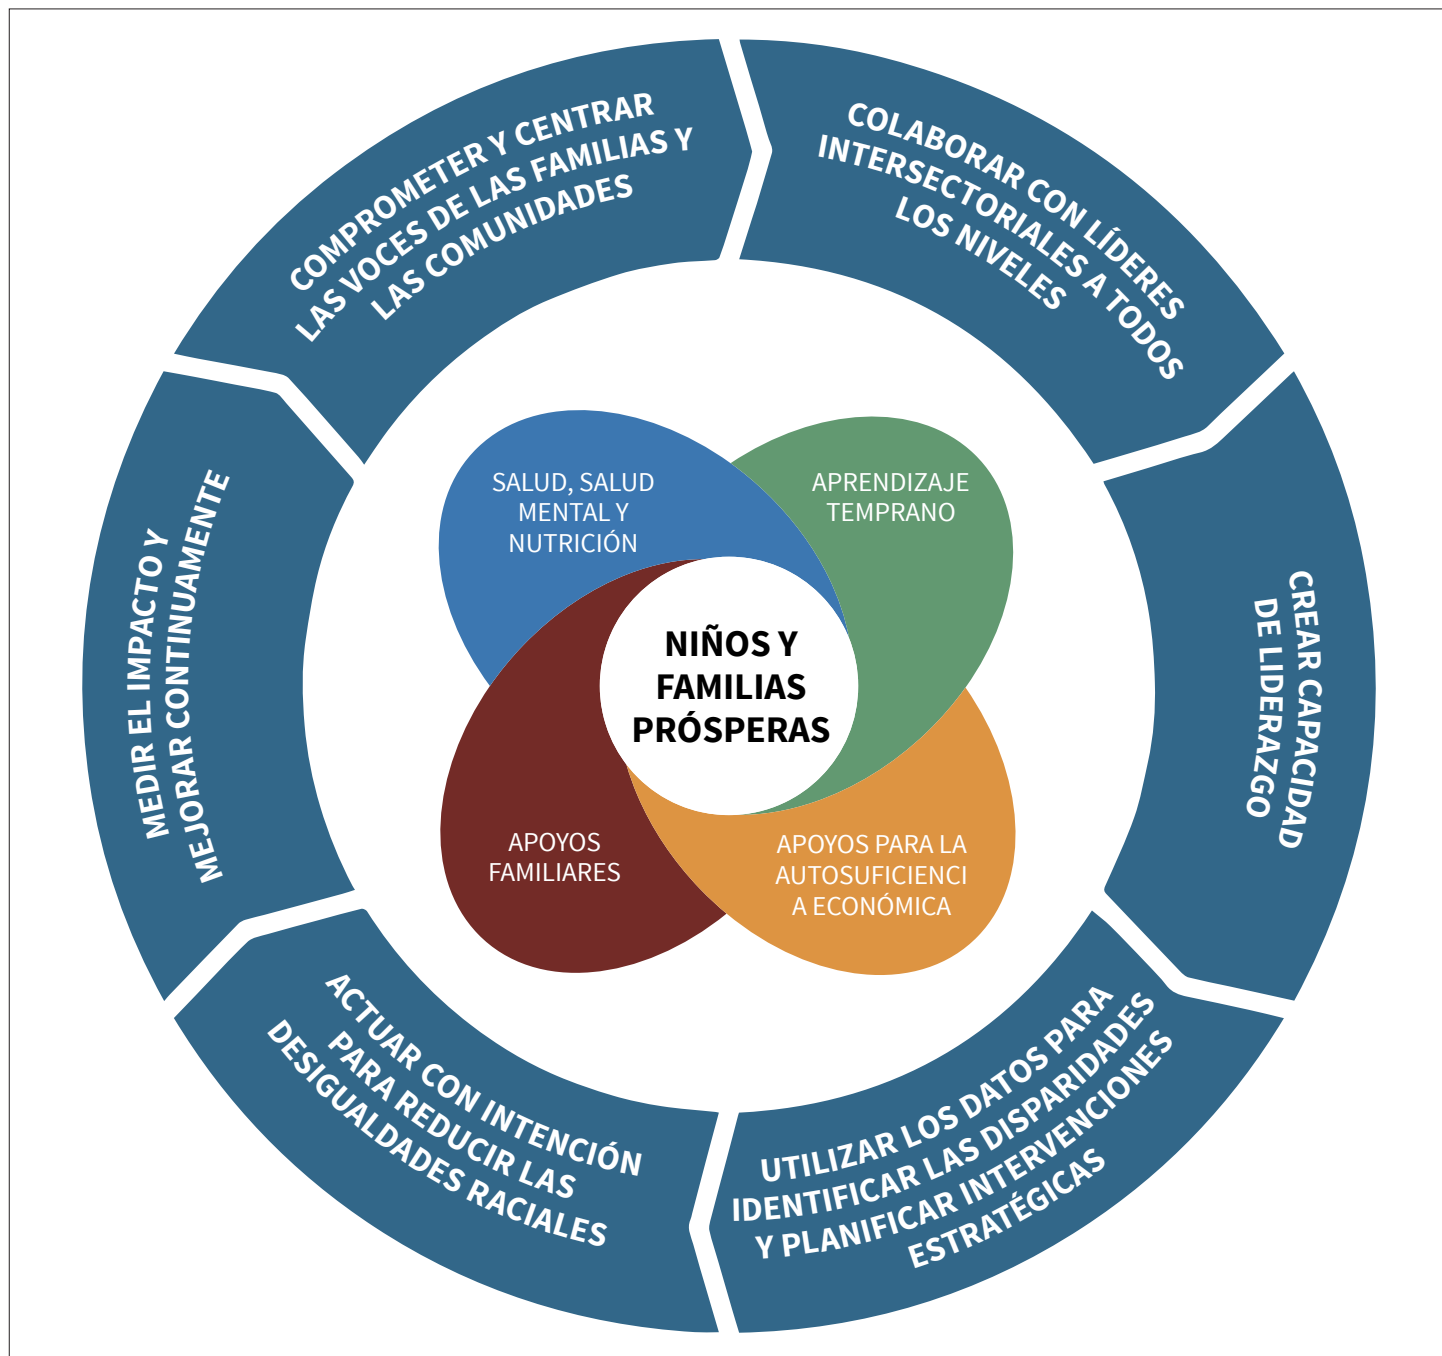 COMPROMETER Y CENTRAR
LAS VOCES DE LAS FAMILIAS Y
LAS COMUNIDADES
COLABORAR CON LÍDERES
INTERSECTORIALES A TODOS
LOS NIVELES
CREAR CAPACIDAD
DE LIDERAZGO
UTILIZAR LOS DATOS PARA
IDENTIFICAR LAS DISPARIDADES
Y PLANIFICAR INTERVENCIONES
ESTRATÉGICAS
ACTUAR CON INTENCIÓN
PARA REDUCIR LAS
DESIGUALDADES RACIALES
MEDIR EL IMPACTO Y
MEJORAR CONTINUAMENTE
SALUD, SALUD
MENTAL Y
NUTRICIÓN
APRENDIZAJE
TEMPRANO
NIÑOS Y
FAMILIAS
PRÓSPERAS
APOYOS
FAMILIARES
APOYOS PARA LA
AUTOSUFICIENCI
A ECONÓMICA